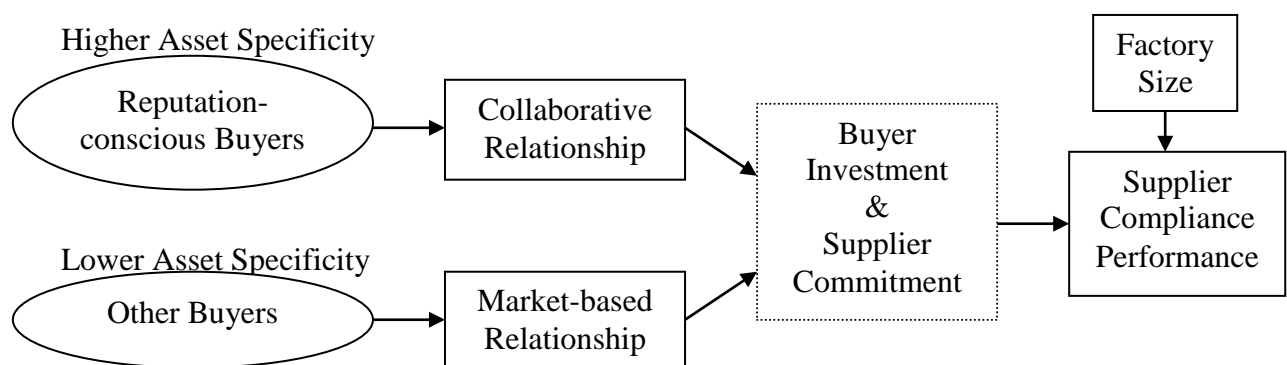 Higher Asset Specificity
Reputation-
conscious Buyers
Collaborative
Relationship
Lower Asset Specificity
Other Buyers
Market-based
Relationship
Buyer
Investment
&
Supplier
Commitment
Factory
Size
Supplier
Compliance
Performance